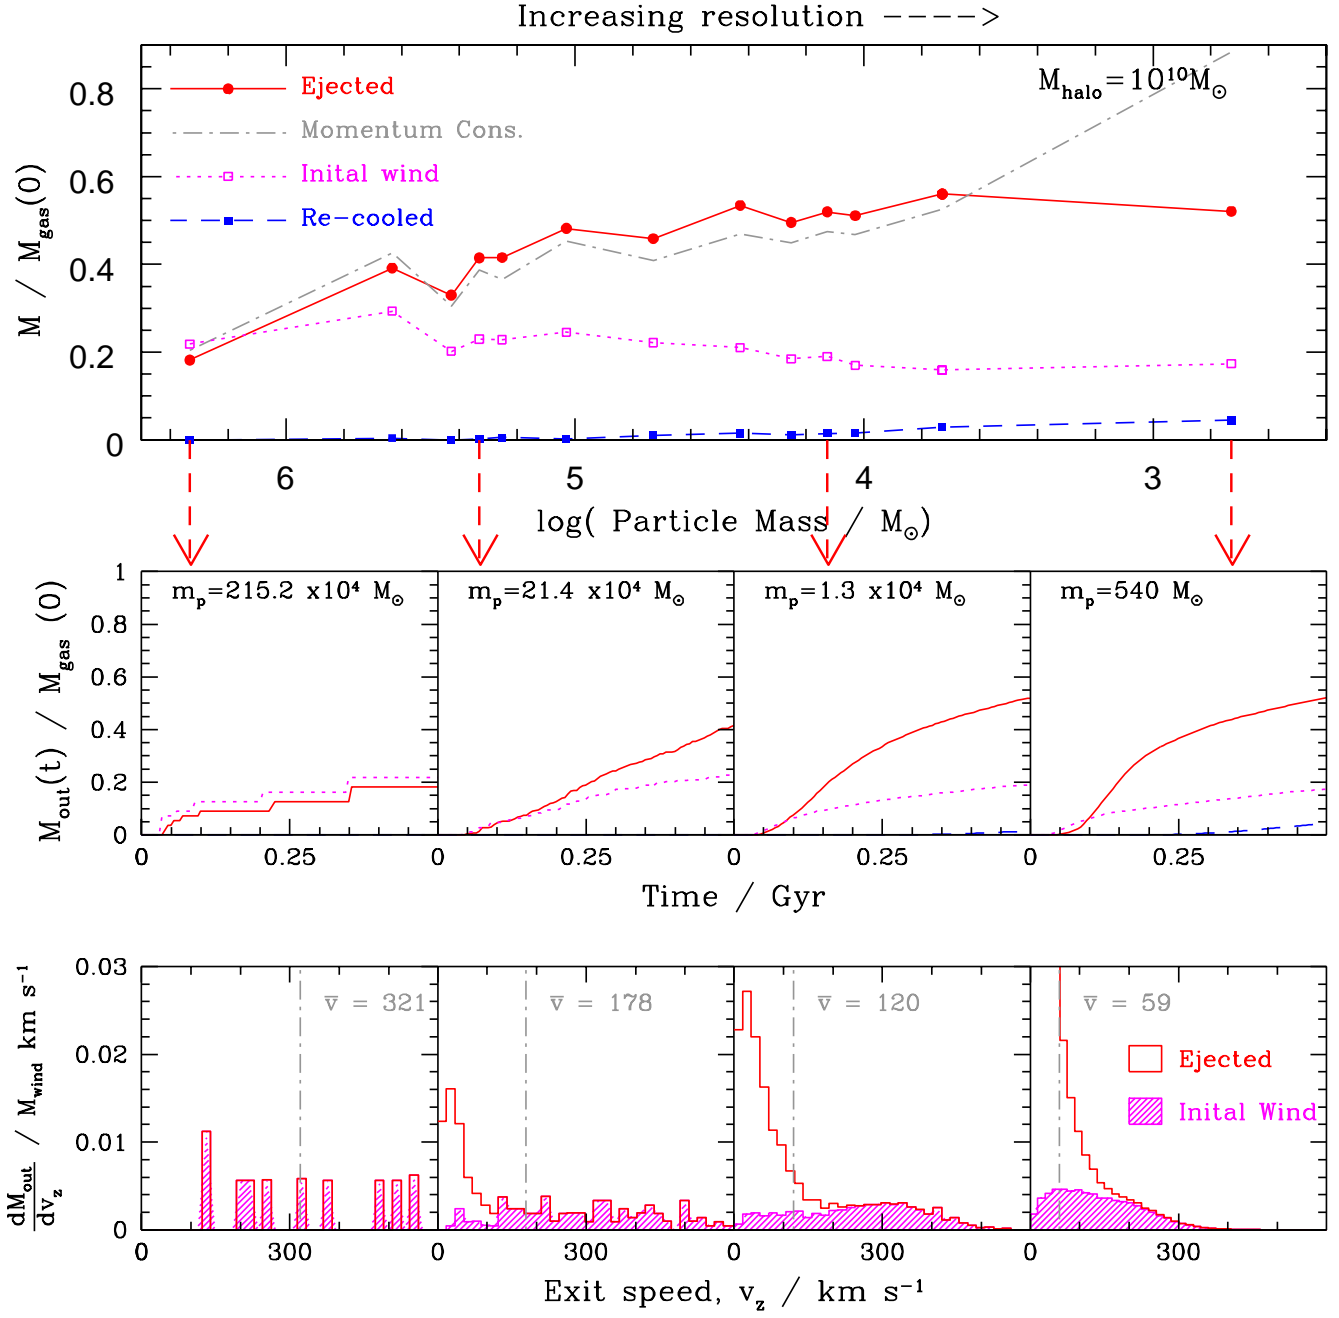 Increasing resolution ---->
M_halo=10^10 M_⊙
Ejected
Momentum Cons.
Inital wind
Re-cooled
M / M_gas(0)
0.8
0.6
0.4
0.2
0
6 5 4 3
log( Particle Mass / M_⊙)
m_p=215.2 x10^4 M_⊙
m_p=21.4 x10^4 M_⊙
m_p=1.3 x10^4 M_⊙
m_p=540 M_⊙
M_out(t) / M_gas (0)
1
0.8
0.6
0.4
0.2
0
0 0.25 0 0.25 0 0.25 0 0.25
Time / Gyr
v̅ = 321
v̅ = 178
v̅ = 120
v̅ = 59
Ejected
Inital Wind
dM_out/dv_z / M_wind km s^-1
0.03
0.02
0.01
0
0 300 0 300 0 300 0 300
Exit speed, v_z / km s^-1